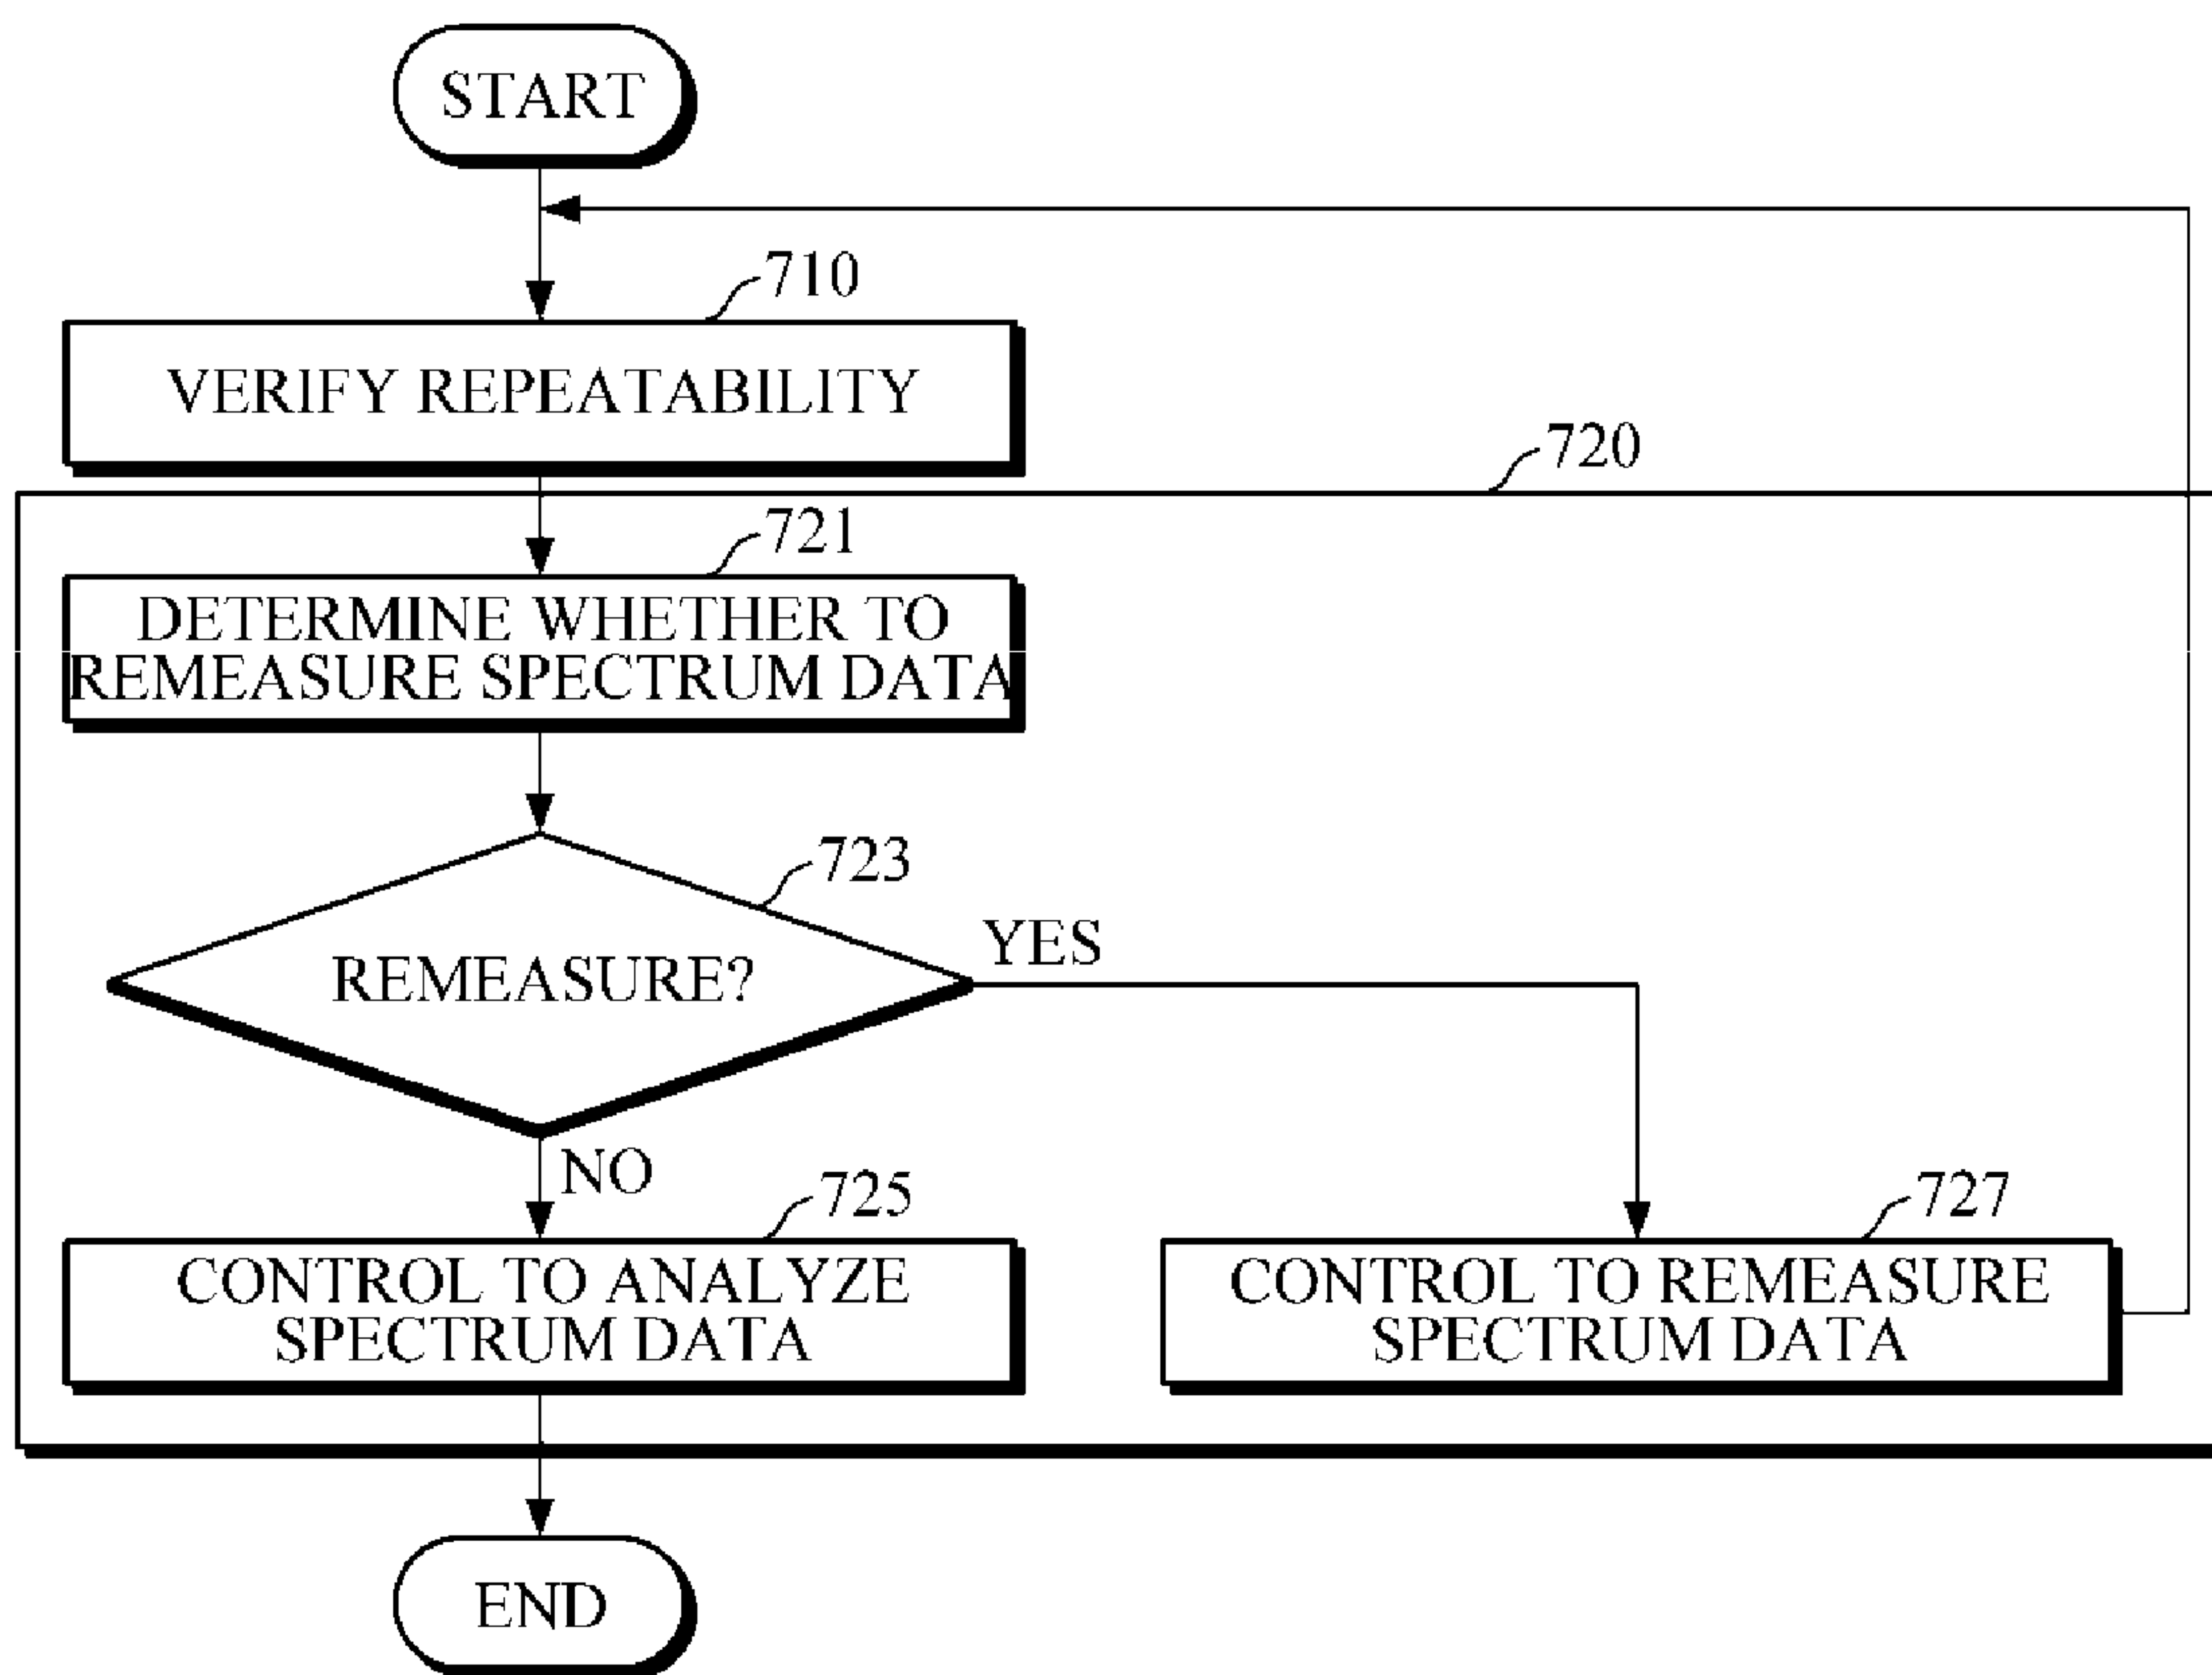 START
710
VERIFY REPEATABILITY
720
721
DETERMINE WHETHER TO
REMEASURE SPECTRUM DATA
723
REMEASURE?
YES
NO
725
CONTROL TO ANALYZE
SPECTRUM DATA
727
CONTROL TO REMEASURE
SPECTRUM DATA
END